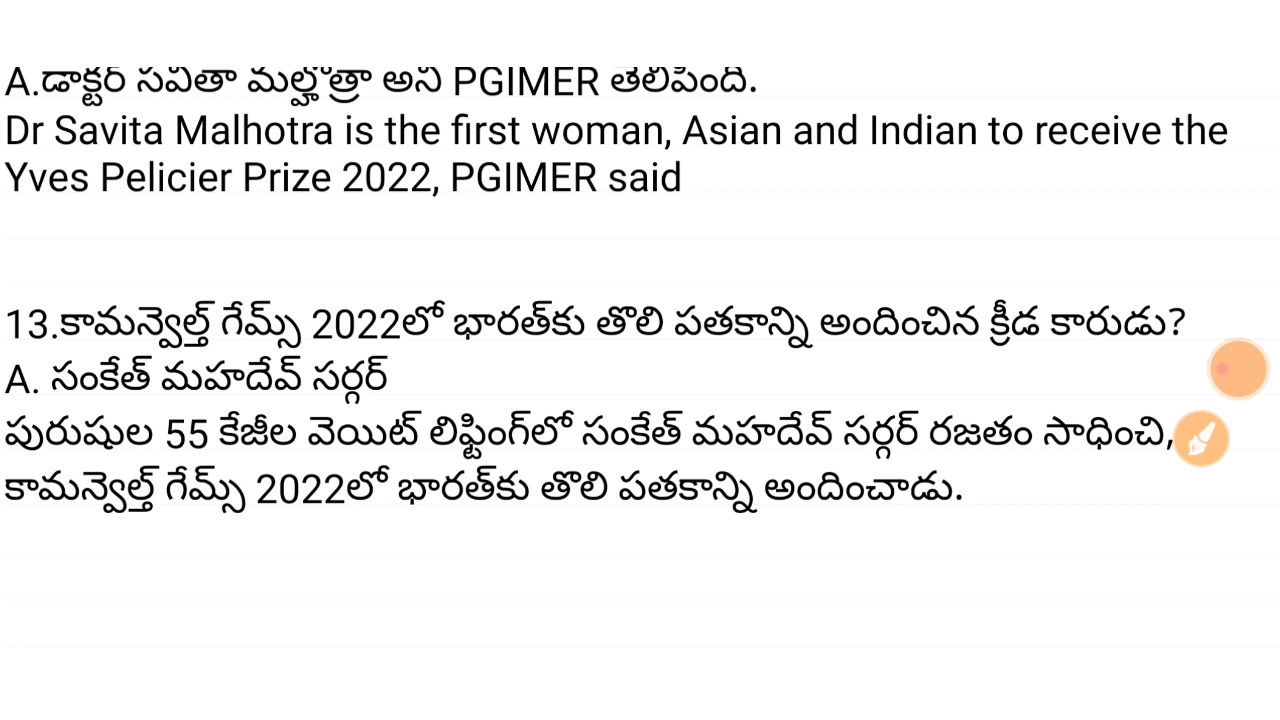 A.డాక్టర్ సవితా మల్హోత్రా అని PGIMER తెలిపింది.
Dr Savita Malhotra is the first woman, Asian and Indian to receive the
Yves Pelicier Prize 2022, PGIMER said
13.కామన్వెల్త్ గేమ్స్ 2022లో భారత్‌కు తొలి పతకాన్ని అందించిన క్రీడ కారుడు?
A. సంకేత్ మహదేవ్ సర్గర్
పురుషుల 55 కేజీల వెయిట్ లిఫ్టింగ్‌లో సంకేత్ మహదేవ్ సర్గర్ రజతం సాధించి,
కామన్వెల్త్ గేమ్స్ 2022లో భారత్‌కు తొలి పతకాన్ని అందించాడు.